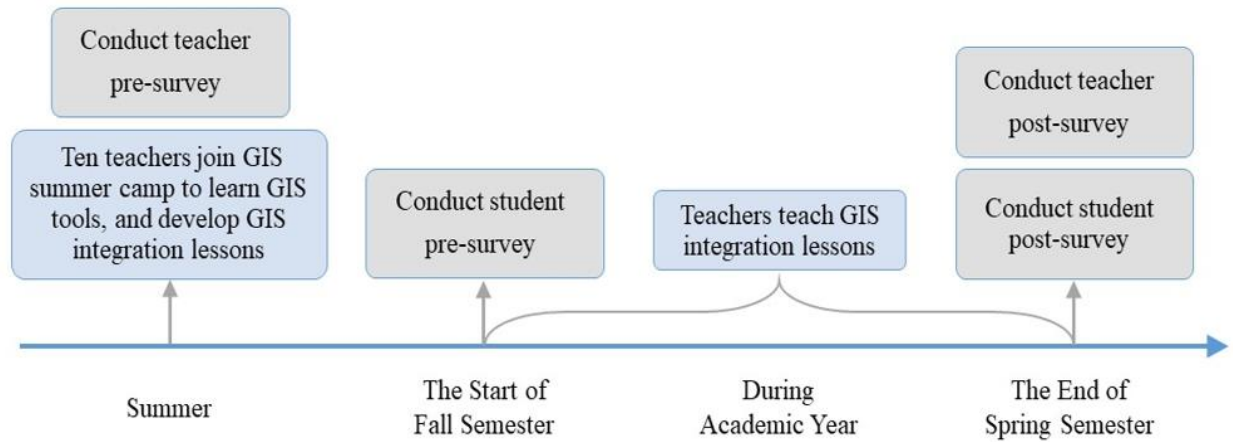 Conduct teacher
pre-survey
Ten teachers join GIS
summer camp to learn GIS
tools, and develop GIS
integration lessons
Conduct student
pre-survey
Teachers teach GIS
integration lessons
Conduct teacher
post-survey
Conduct student
post-survey
Summer
The Start of
Fall Semester
During
Academic Year
The End of
Spring Semester